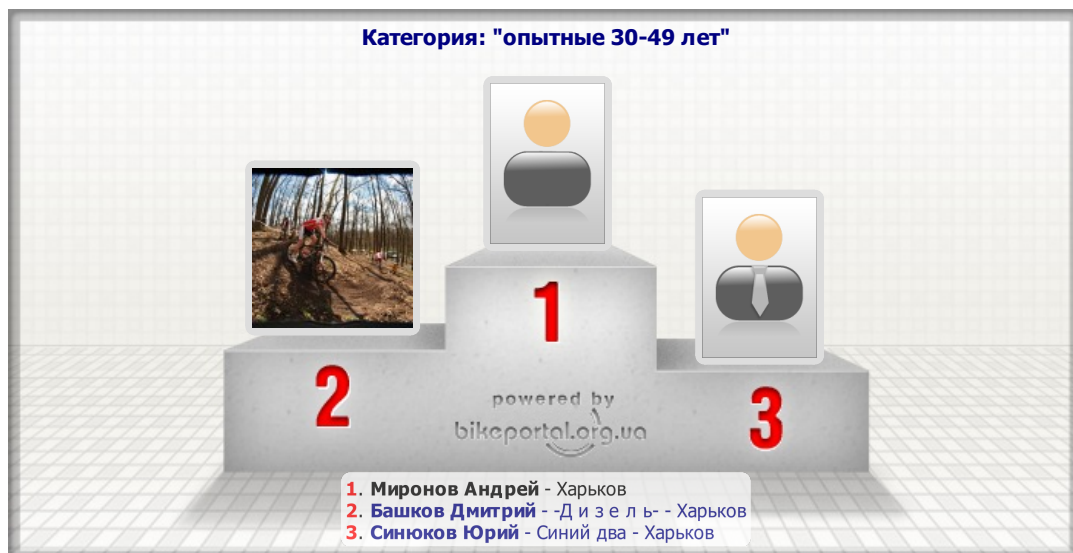 Категория: "опытные 30-49 лет"
1
2
3
powered by
bikeportal.org.ua
1. Миронов Андрей - Харьков
2. Башков Дмитрий - -Д и з е л ь- - Харьков
3. Синюков Юрий - Синий два - Харьков